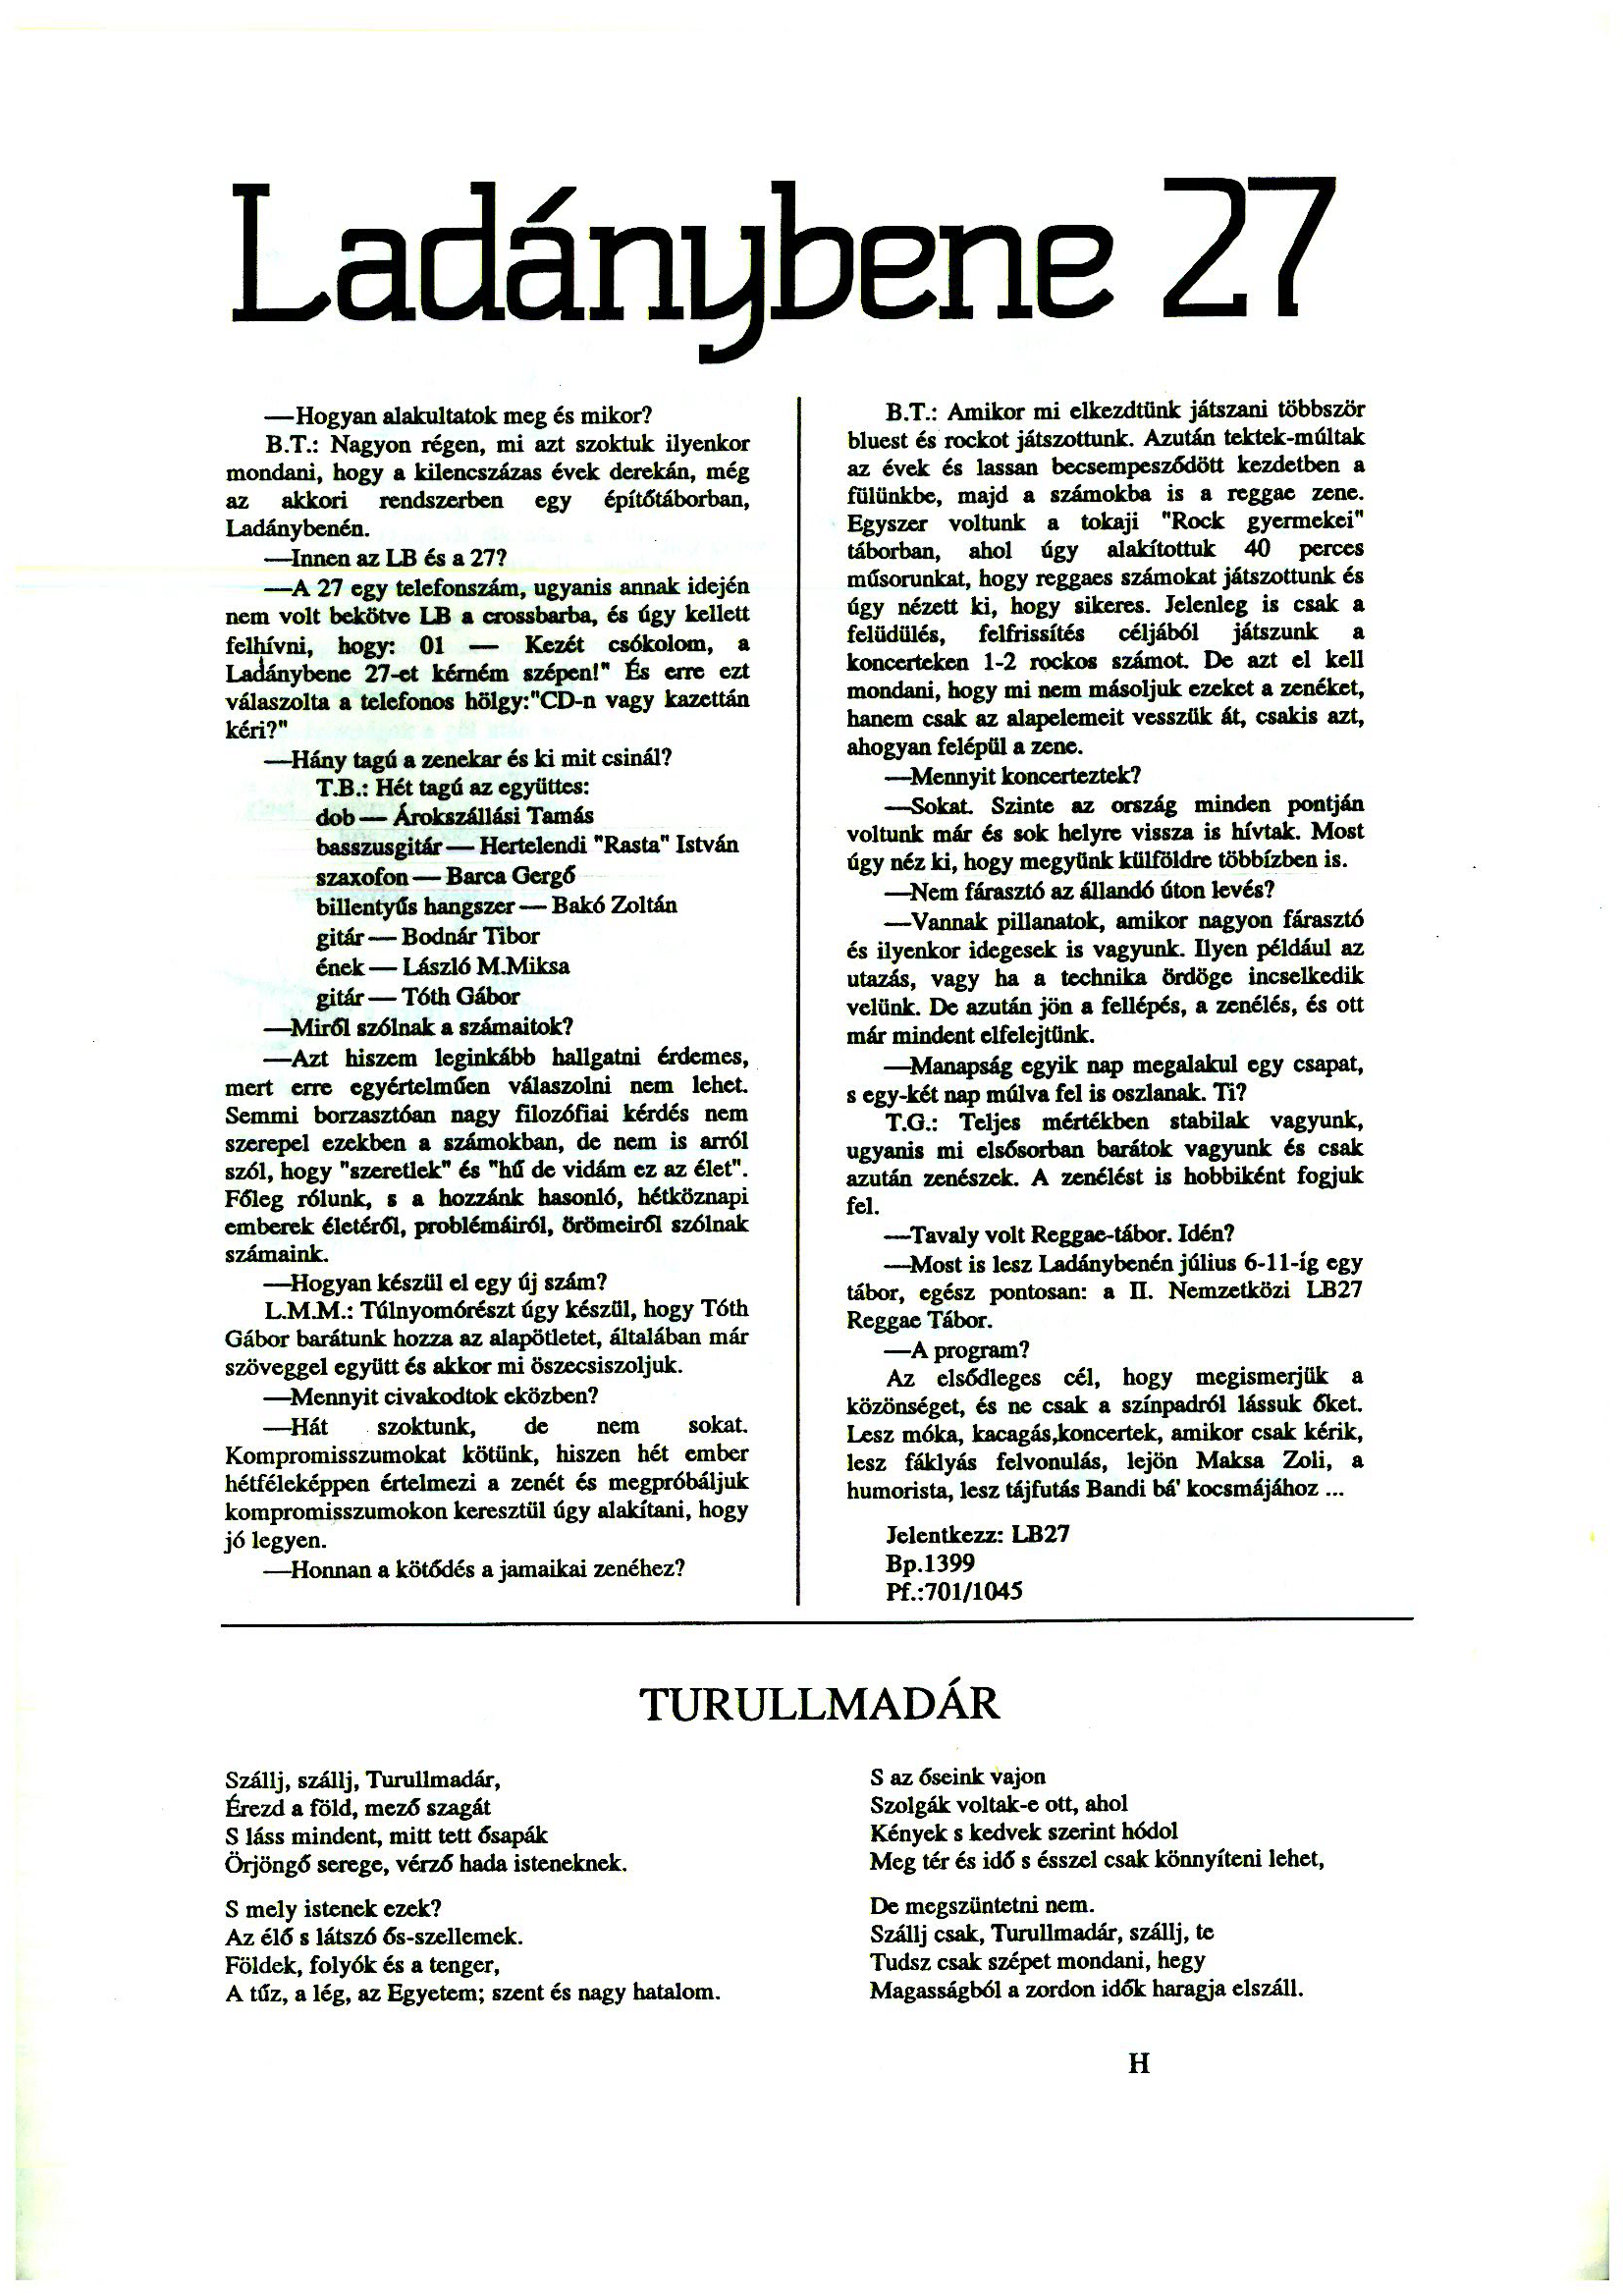 Ladánybene 27
—Hogyan alakultatok meg és mikor?
B.T.: Nagyon régen, mi azt szoktuk ilyenkor
mondani, hogy a kilencszázas évek derekán, még
az akkori rendszerben egy építőtáborban,
Ladánybenén.
—Innen az LB és a 27?
—A 27 egy telefonszám, ugyanis annak idején
nem volt bekötve LB a crossbarba, és úgy kellett
felhívni, hogy: 01 — Kezét csókolom, a
Ladánybene 27-et kérném szépen!" És erre ezt
válaszolta a telefonos hölgy:"CD-n vagy kazettán
kéri?"
—Hány tagú a zenekar és ki mit csinál?
T.B.: Hét tagú az együttes:
dob — Árokszállási Tamás
basszusgitár — Hertelendi "Rasta" István
szaxofon — Barca Gergő
billentyűs hangszer — Bakó Zoltán
gitár — Bodnár Tibor
ének — László M.Miksa
gitár — Tóth Gábor
—Miről szólnak a számaitok?
—Azt hiszem leginkább hallgatni érdemes,
mert erre egyértelműen válaszolni nem lehet.
Semmi borzasztóan nagy filozófiai kérdés nem
szerepel ezekben a számokban, de nem is arról
szól, hogy "szeretlek" és "hű de vidám ez az élet".
Főleg rólunk, s a hozzánk hasonló, hétköznapi
emberek életéről, problémáiról, örömeiről szólnak
számaink.
—Hogyan készül el egy új szám?
L.M.M.: Túlnyomórészt úgy készül, hogy Tóth
Gábor barátunk hozza az alapötletet, általában már
szöveggel együtt és akkor mi öszecsiszoljuk.
—Mennyit civakodtok eközben?
—Hát szoktunk, de nem sokat.
Kompromisszumokat kötünk, hiszen hét ember
hétféleképpen értelmezi a zenét és megpróbáljuk
kompromisszumokon keresztül úgy alakítani, hogy
jó legyen.
—Honnan a kötődés a jamaikai zenéhez?
B.T.: Amikor mi elkezdtünk játszani többször
bluest és rockot játszottunk. Azután tektek-múltak
az évek és lassan becsempesződött kezdetben a
fülünkbe, majd a számokba is a reggae zene.
Egyszer voltunk a tokaji "Rock gyermekei"
táborban, ahol úgy alakítottuk 40 perces
műsorunkat, hogy reggaes számokat játszottunk és
úgy nézett ki, hogy sikeres. Jelenleg is csak a
felüdülés, felfrissítés céljából játszunk a
koncerteken 1-2 rockos számot. De azt el kell
mondani, hogy mi nem másoljuk ezeket a zenéket,
hanem csak az alapelemeit vesszük át, csakis azt,
ahogyan felépül a zene.
—Mennyit koncerteztek?
—Sokat. Szinte az ország minden pontján
voltunk már és sok helyre vissza is hívtak. Most
úgy néz ki, hogy megyünk külföldre többízben is.
—Nem fárasztó az állandó úton levés?
—Vannak pillanatok, amikor nagyon fárasztó
és ilyenkor idegesek is vagyunk. Ilyen például az
utazás, vagy ha a technika ördöge incselkedik
velünk. De azután jön a fellépés, a zenélés, és ott
már mindent elfelejtünk.
—Manapság egyik nap megalakul egy csapat,
s egy-két nap múlva fel is oszlanak. Ti?
T.G.: Teljes mértékben stabilak vagyunk,
ugyanis mi elsősorban barátok vagyunk és csak
azután zenészek. A zenélést is hobbiként fogjuk
fel.
—Tavaly volt Reggae-tábor. Idén?
—Most is lesz Ladánybenén július 6-11-íg egy
tábor, egész pontosan: a II. Nemzetközi LB27
Reggae Tábor.
—A program?
Az elsődleges cél, hogy megismerjük a
közönséget, és ne csak a színpadról lássuk őket.
Lesz móka, kacagás,koncertek, amikor csak kérik,
lesz fáklyás felvonulás, lejön Maksa Zoli, a
humorista, lesz tájfutás Bandi bá' kocsmájához ...
Jelentkezz: LB27
Bp.1399
Pf.:701/1045
TURULLMADÁR
Szállj, szállj, Turullmadár,
Érezd a föld, mező szagát
S láss mindent, mitt tett ősapák
Örjöngő serege, vérző hada isteneknek.
S mely istenek ezek?
Az élő s látszó ős-szellemek.
Földek, folyók és a tenger,
A tűz, a lég, az Egyetem; szent és nagy hatalom.
S az őseink vajon
Szolgák voltak-e ott, ahol
Kények s kedvek szerint hódol
Meg tér és idő s ésszel csak könnyíteni lehet,
De megszüntetni nem.
Szállj csak, Turullmadár, szállj, te
Tudsz csak szépet mondani, hegy
Magasságból a zordon idők haragja elszáll.
H